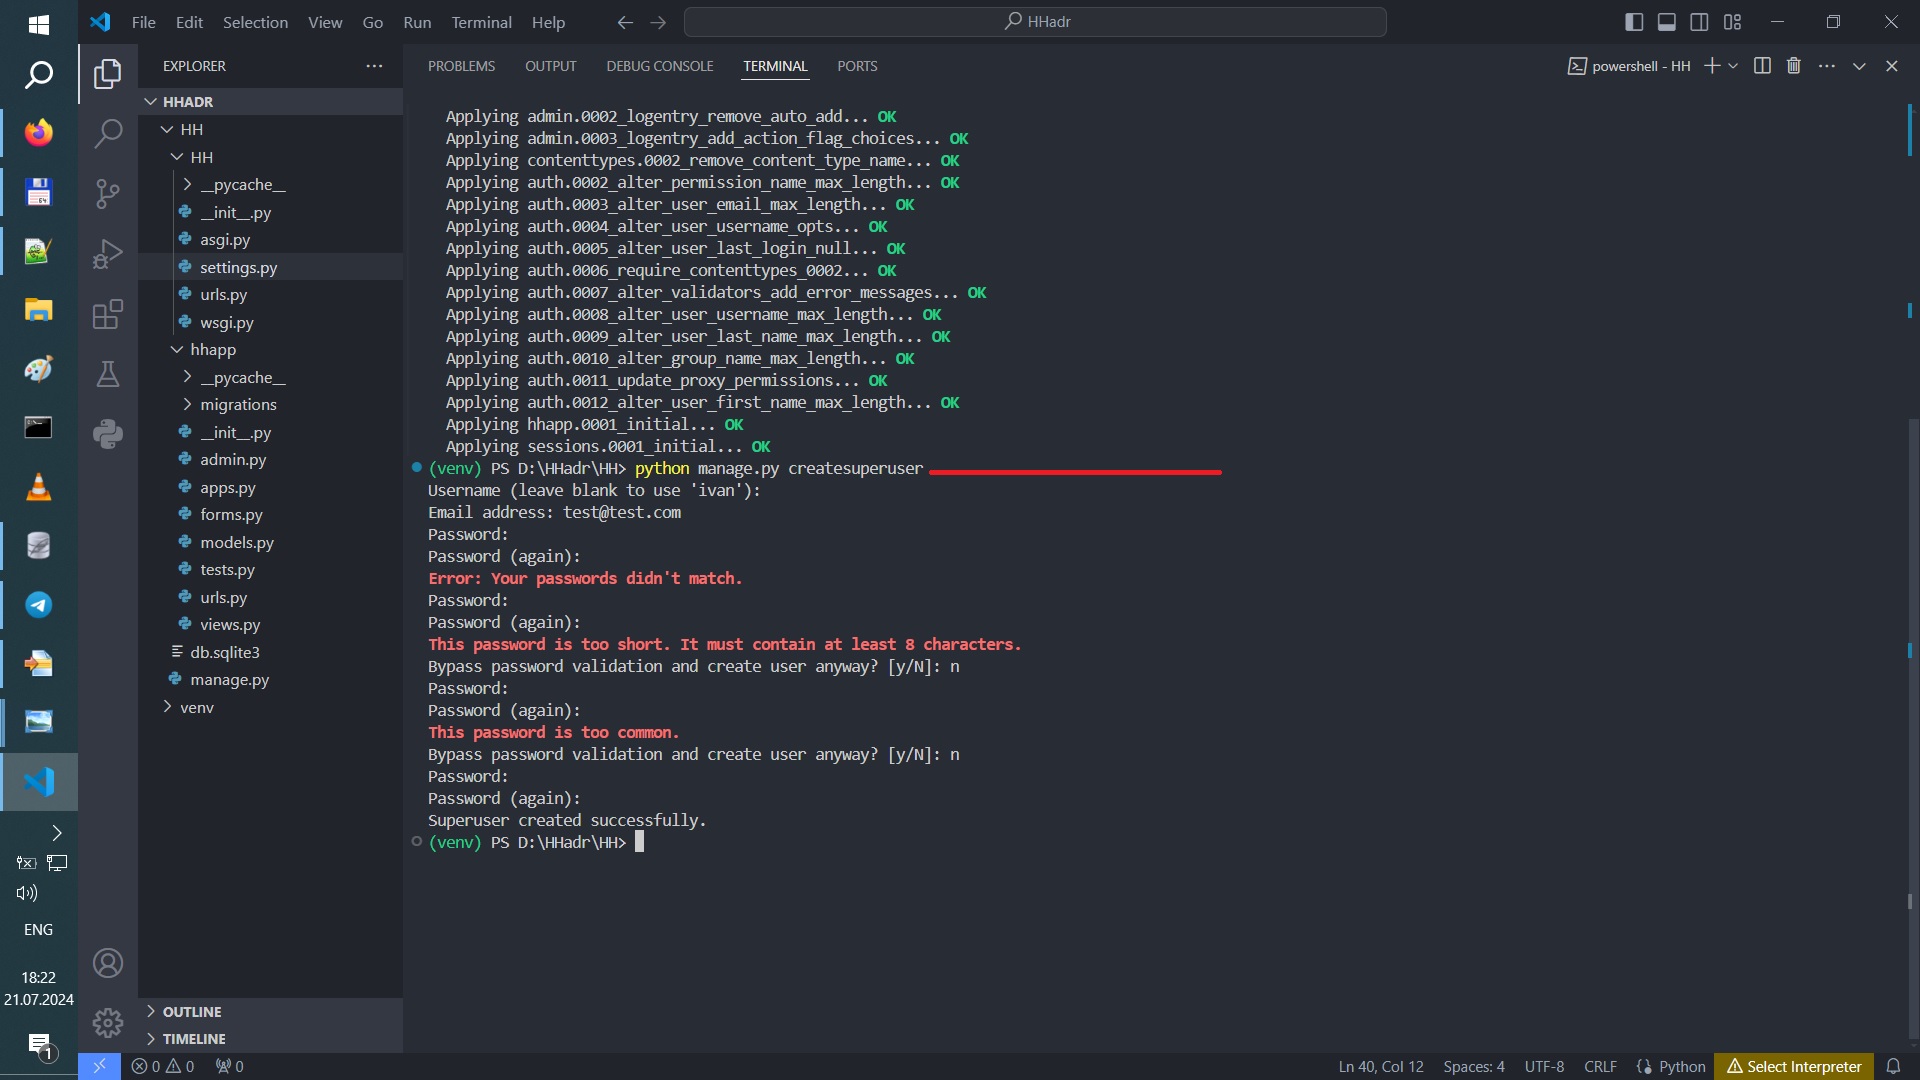 File Edit Selection View Go Run Terminal Help
HHadr
EXPLORER
PROBLEMS OUTPUT DEBUG CONSOLE TERMINAL PORTS
powershell - HH
HHADR
HH
HH
__pycache__
__init__.py
asgi.py
settings.py
urls.py
wsgi.py
hhapp
__pycache__
migrations
__init__.py
admin.py
apps.py
forms.py
models.py
tests.py
urls.py
views.py
db.sqlite3
manage.py
venv
OUTLINE
TIMELINE
Applying admin.0002_logentry_remove_auto_add... OK
Applying admin.0003_logentry_add_action_flag_choices... OK
Applying contenttypes.0002_remove_content_type_name... OK
Applying auth.0002_alter_permission_name_max_length... OK
Applying auth.0003_alter_user_email_max_length... OK
Applying auth.0004_alter_user_username_opts... OK
Applying auth.0005_alter_user_last_login_null... OK
Applying auth.0006_require_contenttypes_0002... OK
Applying auth.0007_alter_validators_add_error_messages... OK
Applying auth.0008_alter_user_username_max_length... OK
Applying auth.0009_alter_user_last_name_max_length... OK
Applying auth.0010_alter_group_name_max_length... OK
Applying auth.0011_update_proxy_permissions... OK
Applying auth.0012_alter_user_first_name_max_length... OK
Applying hhapp.0001_initial... OK
Applying sessions.0001_initial... OK
(venv) PS D:\HHadr\HH> python manage.py createsuperuser
Username (leave blank to use 'ivan'):
Email address: test@test.com
Password:
Password (again):
Error: Your passwords didn't match.
Password:
Password (again):
This password is too short. It must contain at least 8 characters.
Bypass password validation and create user anyway? [y/N]: n
Password:
Password (again):
This password is too common.
Bypass password validation and create user anyway? [y/N]: n
Password:
Password (again):
Superuser created successfully.
(venv) PS D:\HHadr\HH>
64
ENG
18:22
21.07.2024
1
0 0 0
Ln 40, Col 12 Spaces: 4 UTF-8 CRLF Python Select Interpreter